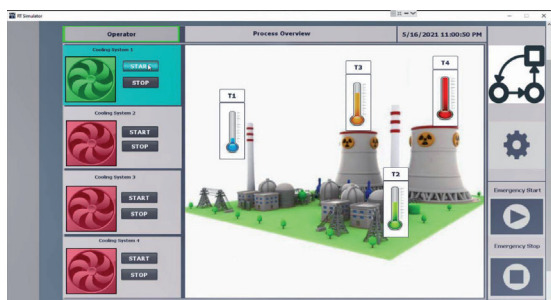 RT Simulator
Operator
Process Overview
5/16/2021 11:00:50 PM
Cooling System 1
START
STOP
Cooling System 2
START
STOP
Cooling System 3
START
STOP
Cooling System 4
START
STOP
T1
T3
T4
T2
Emergency Start
Emergency Stop